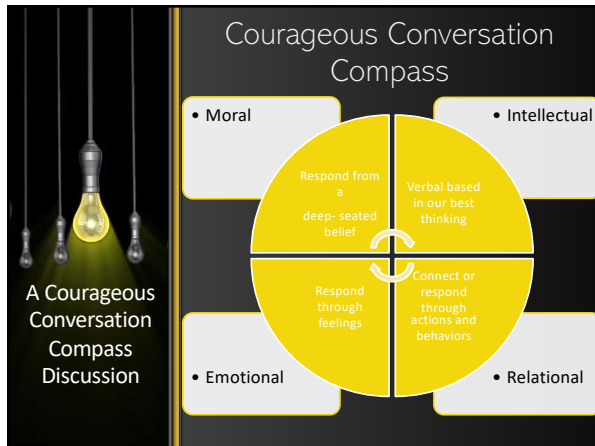 Courageous Conversation
Compass
• Moral
• Intellectual
Respond from
a
deep- seated
belief
Verbal based
in our best
thinking
Respond
through
feelings
Connect or
respond
through
actions and
behaviors
• Emotional
• Relational
A Courageous
Conversation
Compass
Discussion